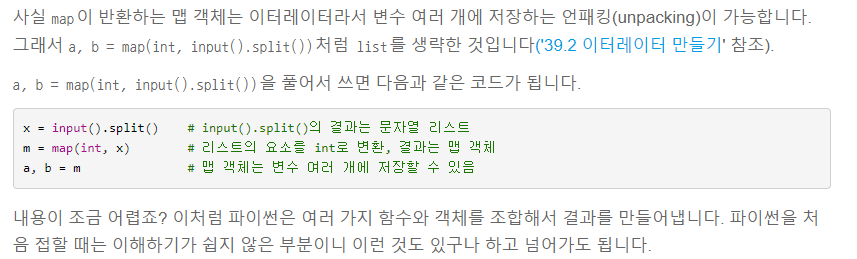 사실 map이 반환하는 맵 객체는 이터레이터라서 변수 여러 개에 저장하는 언패킹(unpacking)이 가능합니다.
그래서 a, b = map(int, input().split())처럼 list를 생략한 것입니다('39.2 이터레이터 만들기' 참조).
a, b = map(int, input().split())을 풀어서 쓰면 다음과 같은 코드가 됩니다.
x = input().split()    # input().split()의 결과는 문자열 리스트
m = map(int, x)        # 리스트의 요소를 int로 변환, 결과는 맵 객체
a, b = m               # 맵 객체는 변수 여러 개에 저장할 수 있음
내용이 조금 어렵죠? 이처럼 파이썬은 여러 가지 함수와 객체를 조합해서 결과를 만들어냅니다. 파이썬을 처
음 접할 때는 이해하기가 쉽지 않은 부분이니 이런 것도 있구나 하고 넘어가도 됩니다.